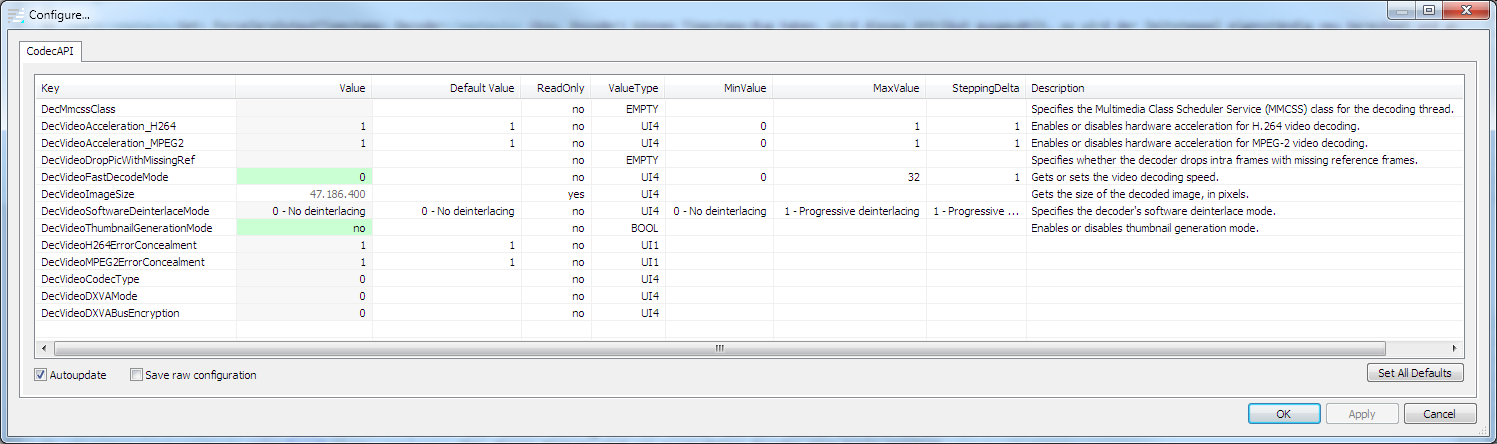 Configure...
CodecAPI
Key Value Default Value ReadOnly ValueType MinValue MaxValue SteppingDelta Description
DecMmcssClass no EMPTY Specifies the Multimedia Class Scheduler Service (MMCSS) class for the decoding thread.
DecVideoAcceleration_H264 1 1 no UI4 0 1 1 Enables or disables hardware acceleration for H.264 video decoding.
DecVideoAcceleration_MPEG2 1 1 no UI4 0 1 1 Enables or disables hardware acceleration for MPEG-2 video decoding.
DecVideoDropPicWithMissingRef no EMPTY Specifies whether the decoder drops intra frames with missing reference frames.
DecVideoFastDecodeMode 0 no UI4 0 32 1 Gets or sets the video decoding speed.
DecVideoImageSize 47.186.400 yes UI4 Gets the size of the decoded image, in pixels.
DecVideoSoftwareDeinterlaceMode 0 - No deinterlacing 0 - No deinterlacing no UI4 0 - No deinterlacing 1 - Progressive deinterlacing 1 - Progressive ... Specifies the decoder's software deinterlace mode.
DecVideoThumbnailGenerationMode no no BOOL Enables or disables thumbnail generation mode.
DecVideoH264ErrorConcealment 1 1 no UI1
DecVideoMPEG2ErrorConcealment 1 1 no UI1
DecVideoCodecType 0 no UI4
DecVideoDXVAMode 0 no UI4
DecVideoDXVABusEncryption 0 no UI4
Autoupdate Save raw configuration Set All Defaults
OK Apply Cancel